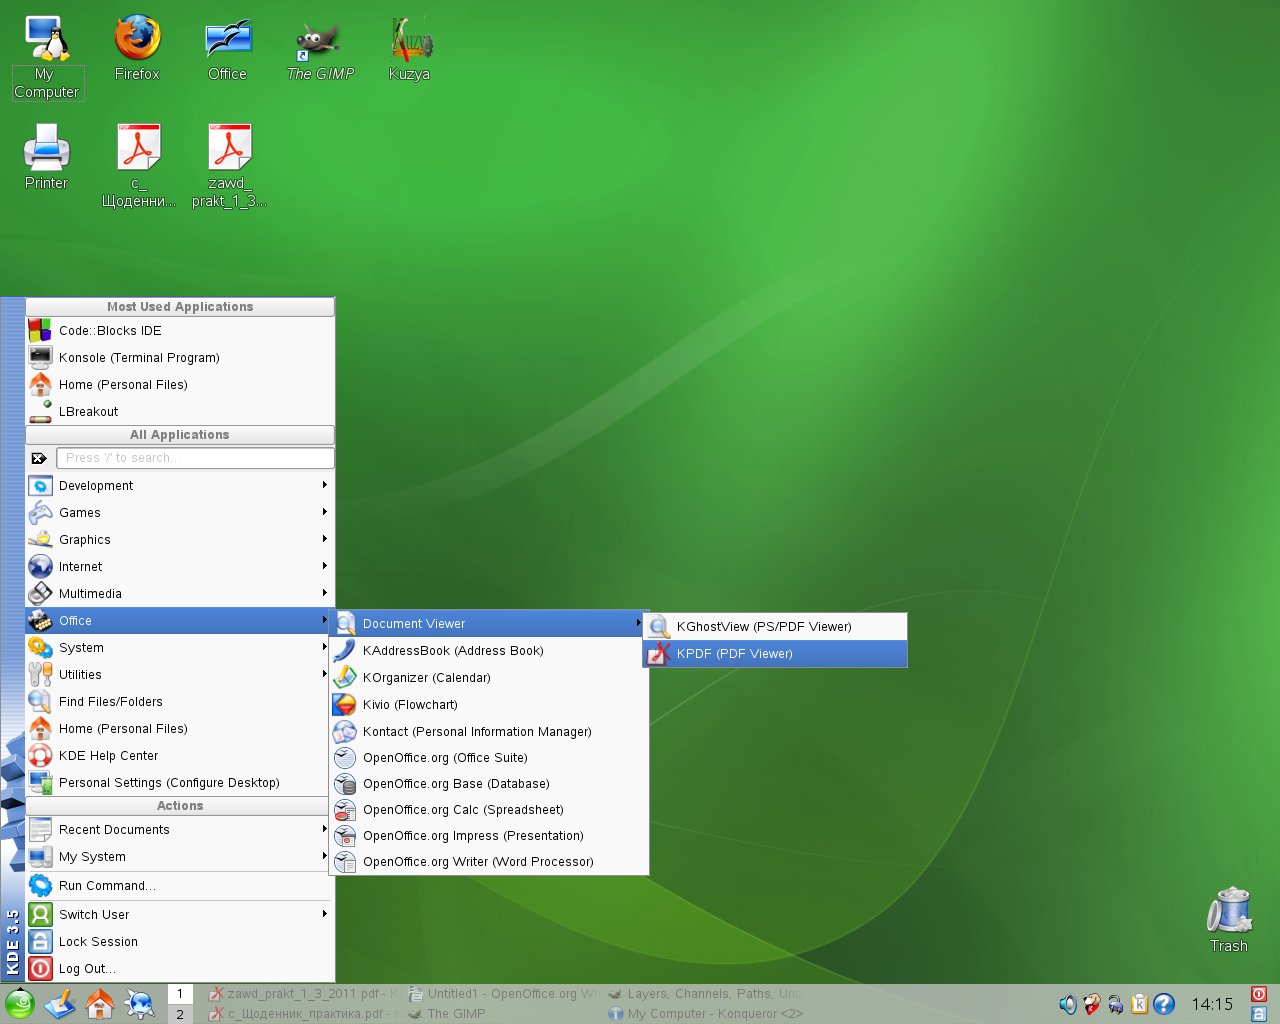 My
Computer
Firefox
Office
The GIMP
Kuzya
Printer
с_
Щоденни...
zawd_
prakt_1_3...
Most Used Applications
Code::Blocks IDE
Konsole (Terminal Program)
Home (Personal Files)
LBreakout
All Applications
Press '/' to search...
Development
Games
Graphics
Internet
Multimedia
Office
System
Utilities
Find Files/Folders
Home (Personal Files)
KDE Help Center
Personal Settings (Configure Desktop)
Actions
Recent Documents
My System
Run Command...
Switch User
Lock Session
Log Out...
KDE 3.5
Document Viewer
KAddressBook (Address Book)
KOrganizer (Calendar)
Kivio (Flowchart)
Kontact (Personal Information Manager)
OpenOffice.org (Office Suite)
OpenOffice.org Base (Database)
OpenOffice.org Calc (Spreadsheet)
OpenOffice.org Impress (Presentation)
OpenOffice.org Writer (Word Processor)
KGhostView (PS/PDF Viewer)
KPDF (PDF Viewer)
Trash
1
2
zawd_prakt_1_3_2011.pdf -
Untitled1 - OpenOffice.org
Layers, Channels, Paths,
с_Щоденник_практика.pdf -
The GIMP
My Computer - Konqueror <2>
14:15